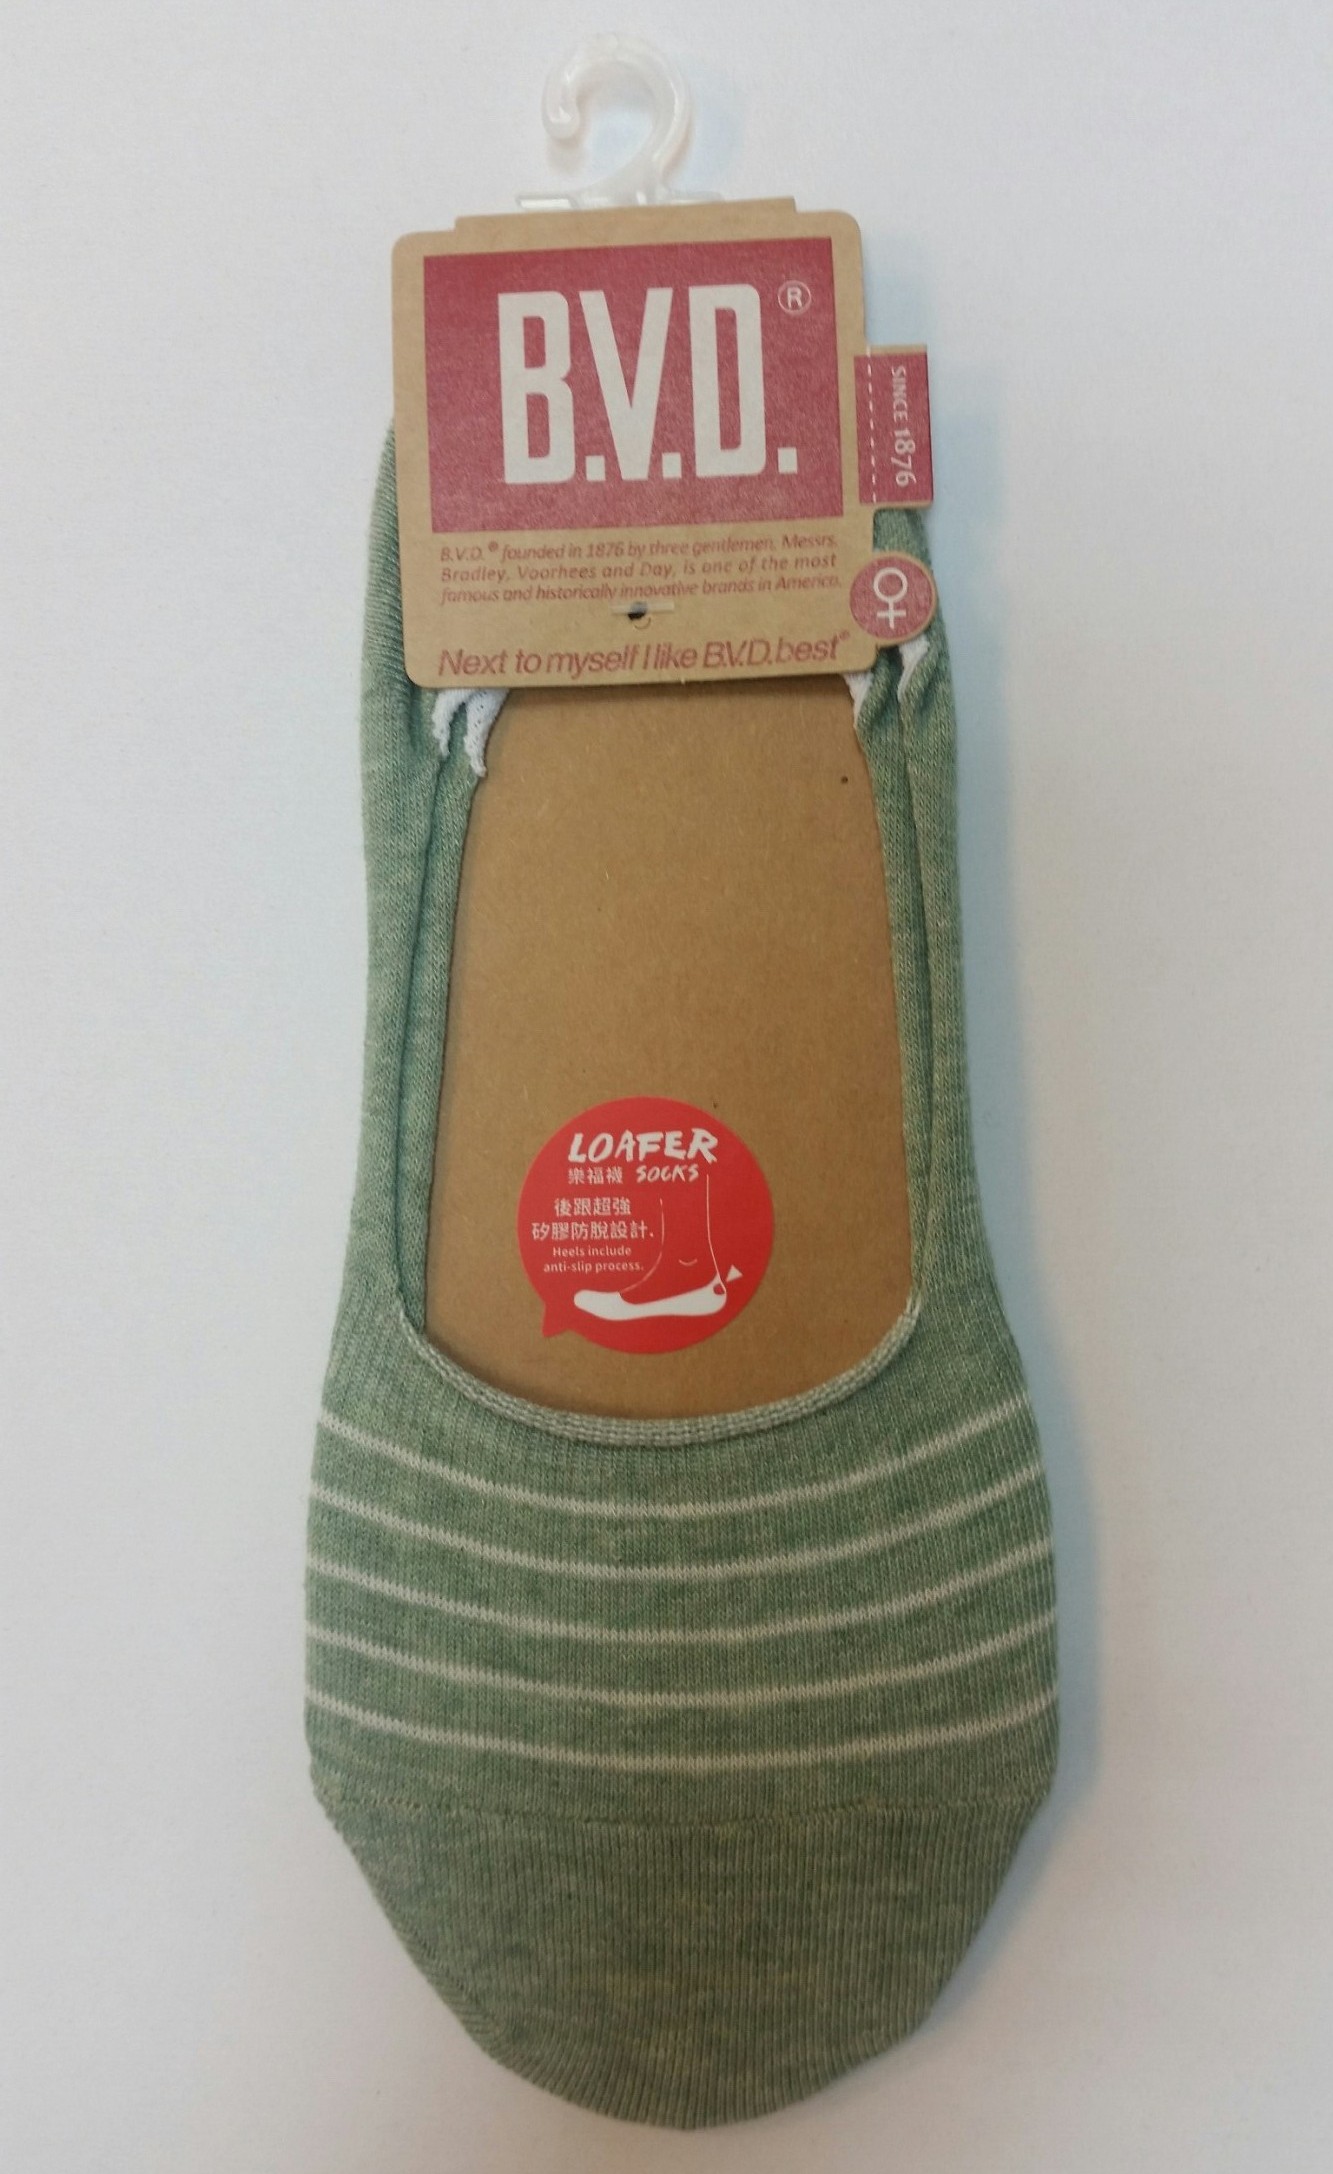 B.V.D.®
SINCE 1876
B.V.D.® founded in 1876 by three gentlemen, Messrs.
Bradley, Voorhees and Day, is one of the most
famous and historically innovative brands in America.
Next to myself I like B.V.D. best®
LOAFER
樂福襪 SOCKS
後跟超強
矽膠防脫設計.
Heels include
anti-slip process.